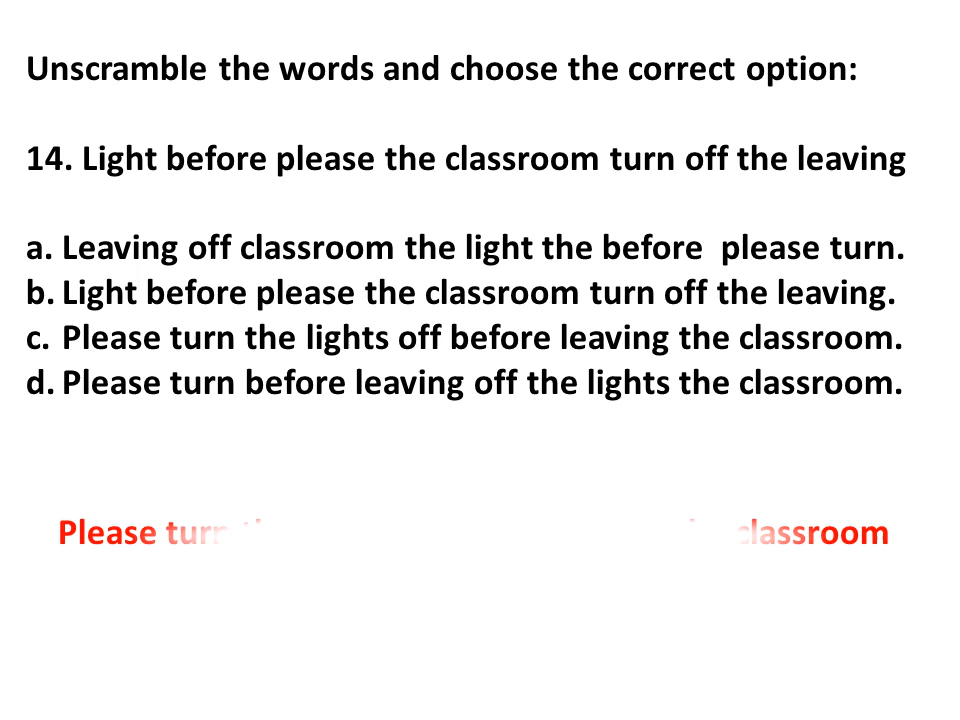 Unscramble the words and choose the correct option:
14. Light before please the classroom turn off the leaving
a. Leaving off classroom the light the before please turn.
b. Light before please the classroom turn off the leaving.
c. Please turn the lights off before leaving the classroom.
d. Please turn before leaving off the lights the classroom.
Please turn classroom